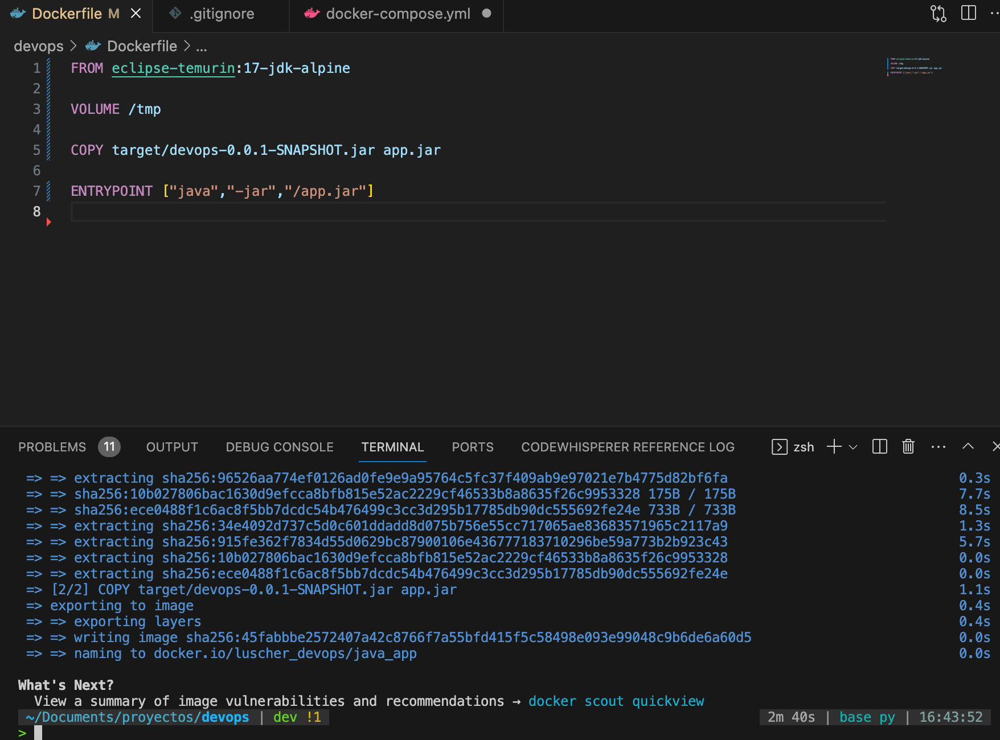 Dockerfile M
.gitignore
docker-compose.yml
devops > Dockerfile > ...
1 FROM eclipse-temurin:17-jdk-alpine
2
3 VOLUME /tmp
4
5 COPY target/devops-0.0.1-SNAPSHOT.jar app.jar
6
7 ENTRYPOINT ["java","-jar","/app.jar"]
8
PROBLEMS 11 OUTPUT DEBUG CONSOLE TERMINAL PORTS CODEWHISPERER REFERENCE LOG zsh
=> => extracting sha256:96526aa774ef0126ad0fe9e9a95764c5fc37f409ab9e97021e7b4775d82bf6fa 0.3s
=> => sha256:10b027806bac1630d9efcca8bfb815e52ac2229cf46533b8a8635f26c9953328 175B / 175B 7.7s
=> => sha256:ece0488f1c6ac8f5bb7dcdc54b476499c3cc3d295b17785db90dc555692fe24e 733B / 733B 8.5s
=> => extracting sha256:34e4092d737c5d0c601ddadd8d075b756e55cc717065ae83683571965c2117a9 1.3s
=> => extracting sha256:915fe362f7834d55d0629bc87900106e436777183710296be59a773b2b923c43 5.7s
=> => extracting sha256:10b027806bac1630d9efcca8bfb815e52ac2229cf46533b8a8635f26c9953328 0.0s
=> => extracting sha256:ece0488f1c6ac8f5bb7dcdc54b476499c3cc3d295b17785db90dc555692fe24e 0.0s
=> [2/2] COPY target/devops-0.0.1-SNAPSHOT.jar app.jar 1.1s
=> exporting to image 0.4s
=> => exporting layers 0.4s
=> => writing image sha256:45fabbbe2572407a42c8766f7a55bfd415f5c58498e093e99048c9b6de6a60d5 0.0s
=> => naming to docker.io/luscher_devops/java_app 0.0s
What's Next?
View a summary of image vulnerabilities and recommendations → docker scout quickview
~/Documents/proyectos/devops | dev !1 2m 40s | base py | 16:43:52
>